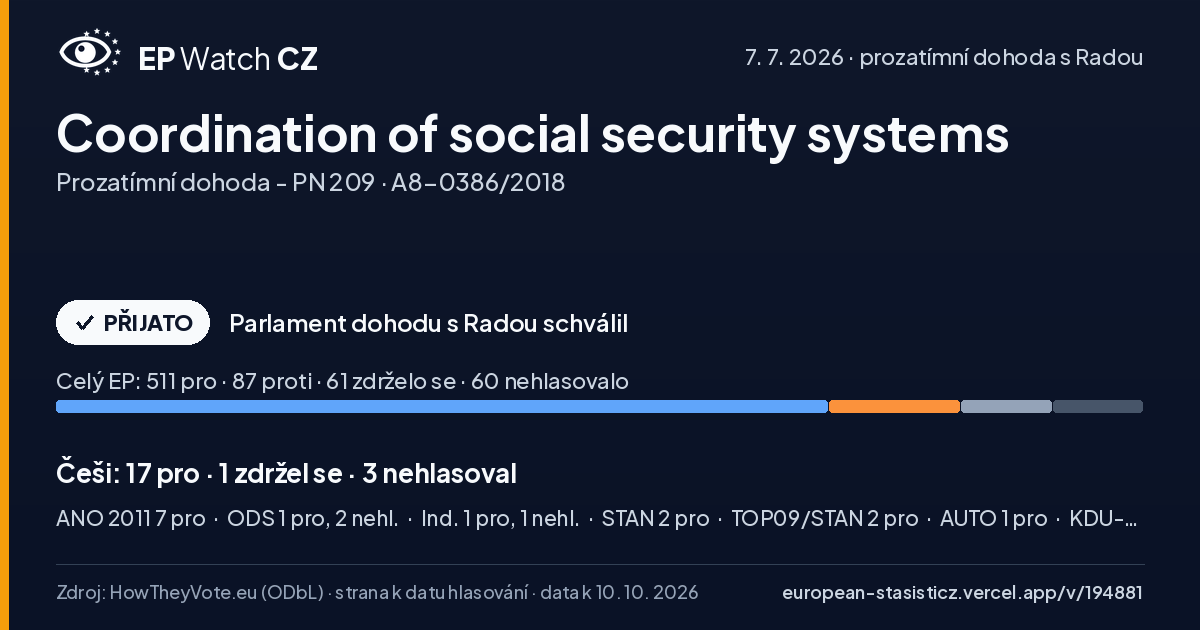 EP Watch CZ
7. 7. 2026 · prozatímní dohoda s Radou
Coordination of social security systems
Prozatímní dohoda – PN 209 · A8–0386/2018
✓ PŘIJATO
Parlament dohodu s Radou schválil
Celý EP: 511 pro · 87 proti · 61 zdrželo se · 60 nehlasovalo
Češi: 17 pro · 1 zdržel se · 3 nehlasoval
ANO 2011 7 pro · ODS 1 pro, 2 nehl. · Ind. 1 pro, 1 nehl. · STAN 2 pro · TOP09/STAN 2 pro · AUTO 1 pro · KDU-…
Zdroj: HowTheyVote.eu (ODbL) · strana k datu hlasování · data k 10. 10. 2026
european-stasisticz.vercel.app/v/194881